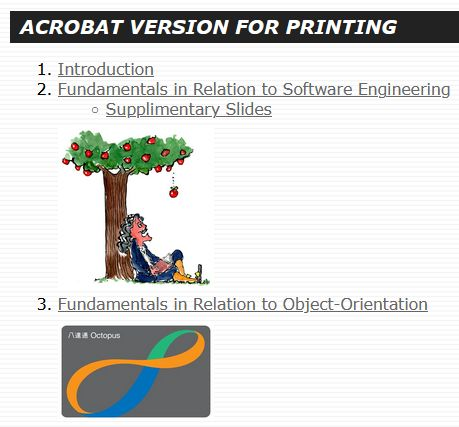 ACROBAT VERSION FOR PRINTING
1. Introduction
2. Fundamentals in Relation to Software Engineering
○ Supplimentary Slides
3. Fundamentals in Relation to Object-Orientation
八達通 Octopus